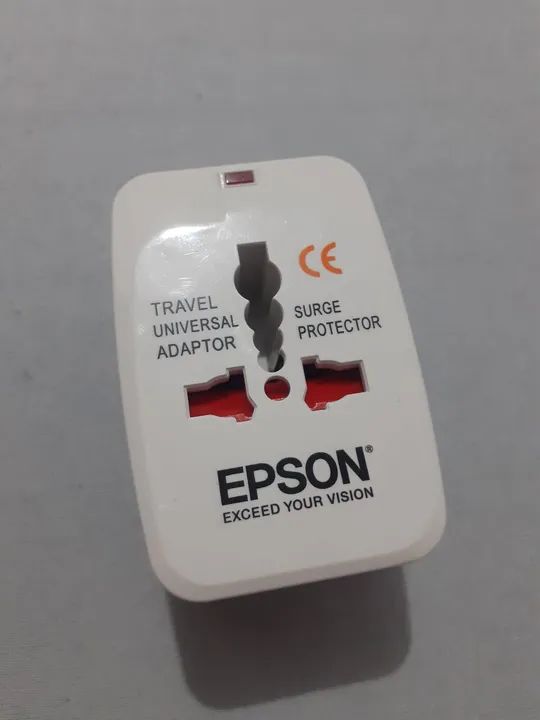 CE
TRAVEL
UNIVERSAL
ADAPTOR
SURGE
PROTECTOR
EPSON®
EXCEED YOUR VISION